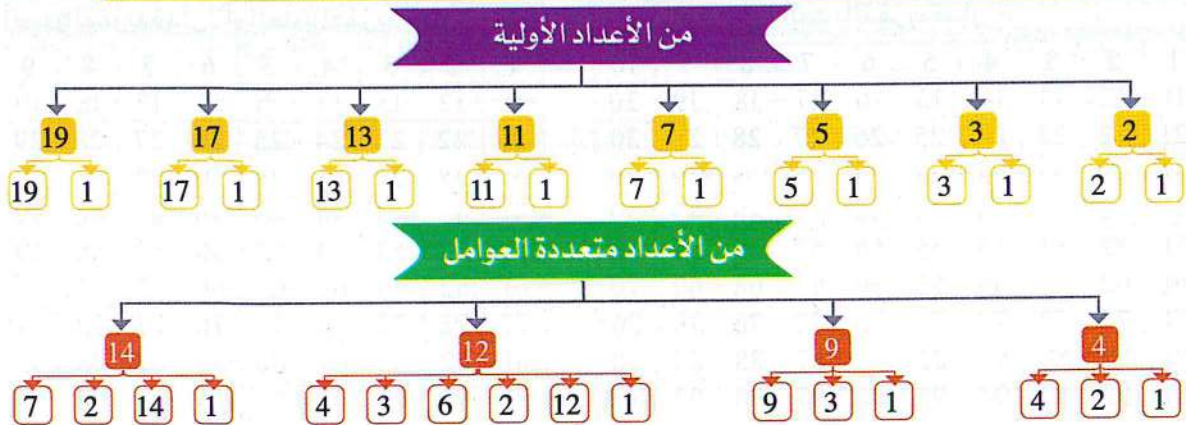 من الأعداد الأولية
2 3 5 7 11 13 17 19
1 2 1 3 1 5 1 7 1 11 1 13 1 17 1 19
من الأعداد متعددة العوامل
4 9 12 14
1 2 4 1 3 9 1 12 2 6 3 4 1 14 2 7